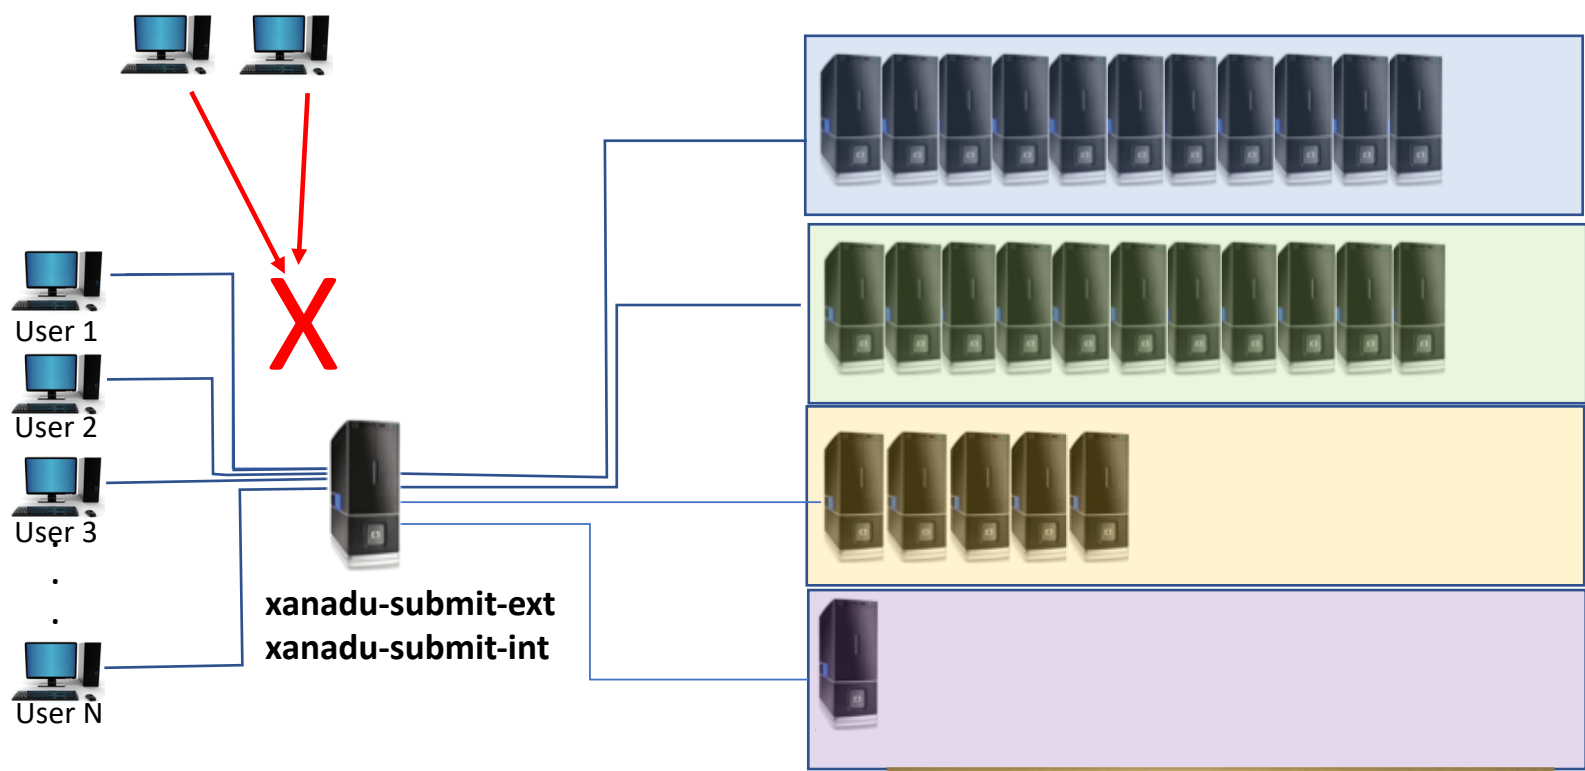 User 1
User 2
User 3
.
.
.
User N
xanadu-submit-ext
xanadu-submit-int
X